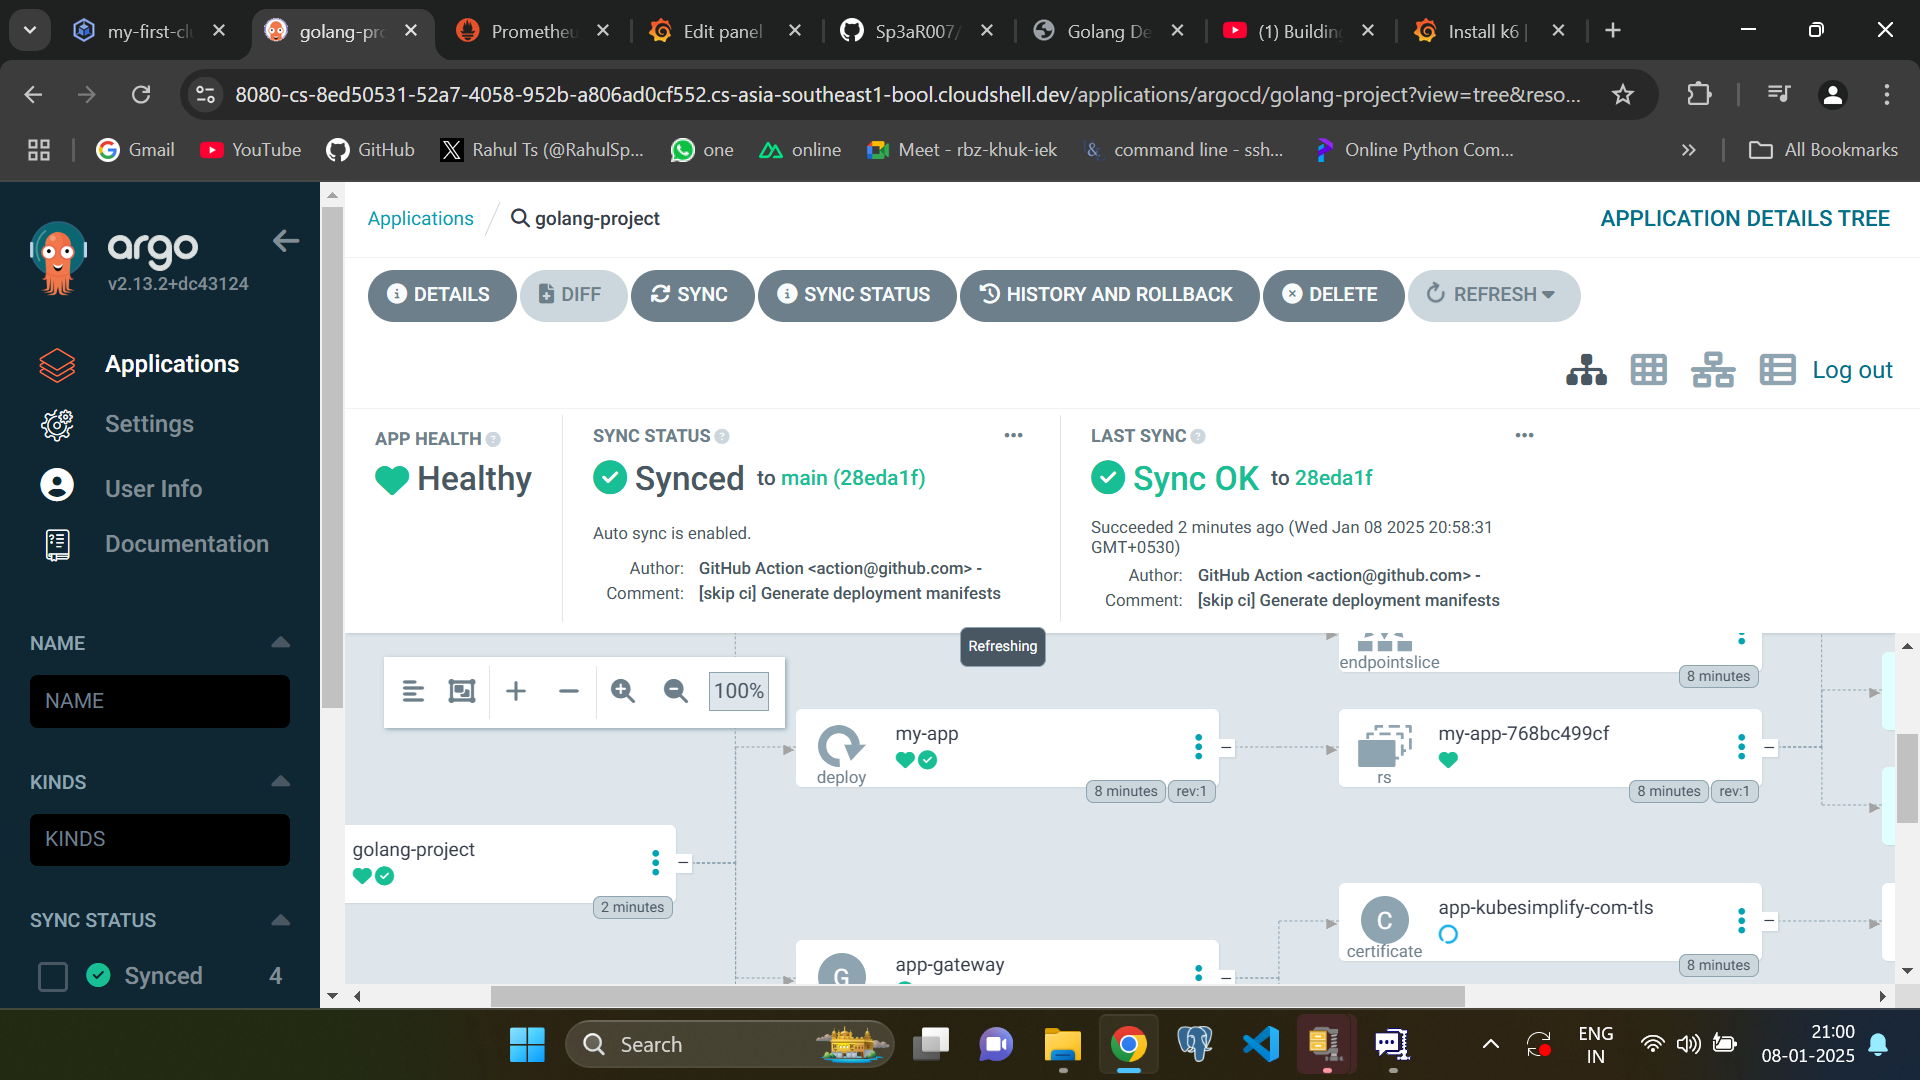 my-first-cl
golang-pro
Prometheu
Edit panel
Sp3aR007/
Golang De
(1) Building
Install k6 |
8080-cs-8ed50531-52a7-4058-952b-a806ad0cf552.cs-asia-southeast1-bool.cloudshell.dev/applications/argocd/golang-project?view=tree&reso...
Gmail
YouTube
GitHub
Rahul Ts (@RahulSp...
one
online
Meet - rbz-khuk-iek
command line - ssh...
Online Python Com...
All Bookmarks
argo
v2.13.2+dc43124
Applications
Settings
User Info
Documentation
NAME
NAME
KINDS
KINDS
SYNC STATUS
Synced 4
Applications
golang-project
APPLICATION DETAILS TREE
DETAILS
DIFF
SYNC
SYNC STATUS
HISTORY AND ROLLBACK
DELETE
REFRESH
Log out
APP HEALTH
Healthy
SYNC STATUS
Synced to main (28eda1f)
Auto sync is enabled.
Author: GitHub Action <action@github.com> -
Comment: [skip ci] Generate deployment manifests
LAST SYNC
Sync OK to 28eda1f
Succeeded 2 minutes ago (Wed Jan 08 2025 20:58:31
GMT+0530)
Author: GitHub Action <action@github.com> -
Comment: [skip ci] Generate deployment manifests
Refreshing
100%
endpointslice
8 minutes
my-app
deploy
8 minutes
rev:1
my-app-768bc499cf
rs
8 minutes
rev:1
golang-project
2 minutes
C
app-kubesimplify-com-tls
certificate
8 minutes
G
app-gateway
Search
ENG
IN
21:00
08-01-2025